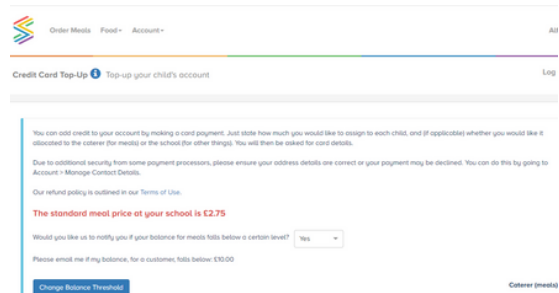 Order Meals Food Account
Credit Card Top-Up i Top-up your child's account Log
You can add credit to your account by making a card payment. Just state how much you would like to assign to each child, and (if applicable) whether you would like it
allocated to the caterer (for meals) or the school (for other things). You will then be asked for card details.
Due to additional security from some payment processors, please ensure your address details are correct or your payment may be declined. You can do this by going to
Account > Manage Contact Details.
Our refund policy is outlined in our Terms of Use.
The standard meal price at your school is £2.75
Would you like us to notify you if your balance for meals falls below a certain level? Yes
Please email me if my balance, for a customer, falls below: £10.00
Change Balance Threshold
Caterer (meals)